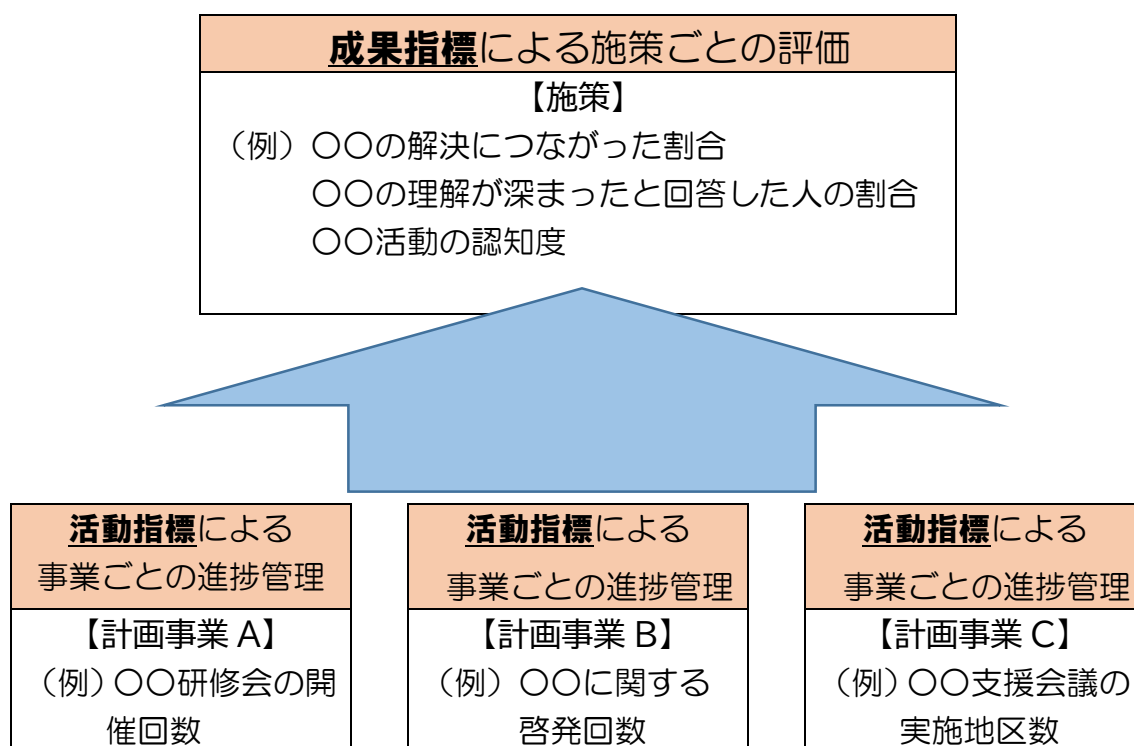 成果指標による施策ごとの評価
【施策】
（例）〇〇の解決につながった割合
〇〇の理解が深まったと回答した人の割合
〇〇活動の認知度
活動指標による
事業ごとの進捗管理
【計画事業 A】
（例）〇〇研修会の開
催回数
活動指標による
事業ごとの進捗管理
【計画事業 B】
（例）〇〇に関する
啓発回数
活動指標による
事業ごとの進捗管理
【計画事業 C】
（例）〇〇支援会議の
実施地区数